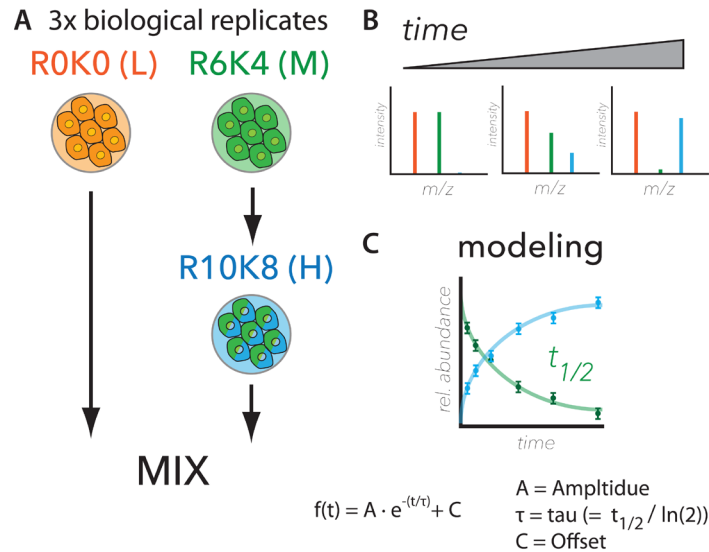 A 3x biological replicates
R0K0 (L) R6K4 (M)
R10K8 (H)
MIX
B
time
intensity
m/z
intensity
m/z
intensity
m/z
C
modeling
rel. abundance
t1/2
time
f(t) = A · e-(t/τ)+ C
A = Ampltidue
τ = tau (= t1/2 / ln(2))
C = Offset